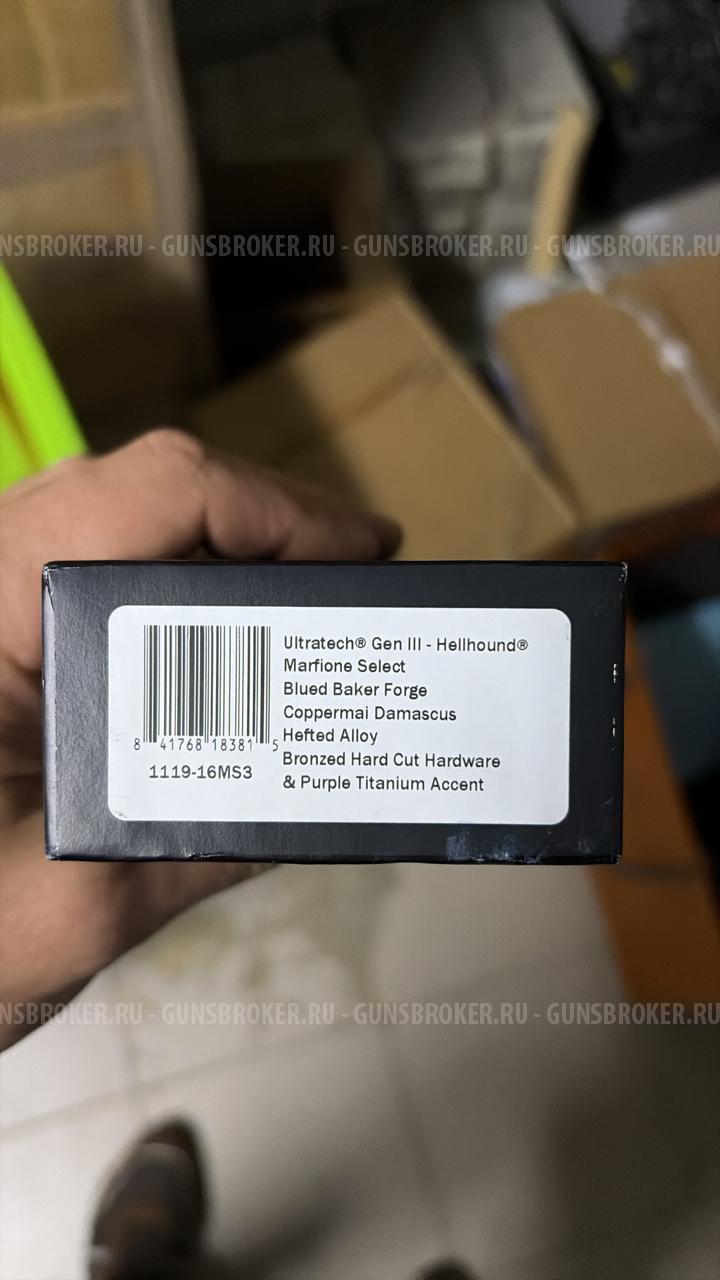 NSBROKER.RU - GUNSBROKER.RU - GUNSBROKER.RU - GUNSBROKER.RU
Ultratech® Gen III - Hellhound®
Marfione Select
Blued Baker Forge
Coppermai Damascus
Hefted Alloy
Bronzed Hard Cut Hardware
& Purple Titanium Accent
8 41768 18381 5
1119-16MS3
NSBROKER.RU - GUNSBROKER.RU - GUNSBROKER.RU - GUNSBROKER.RU